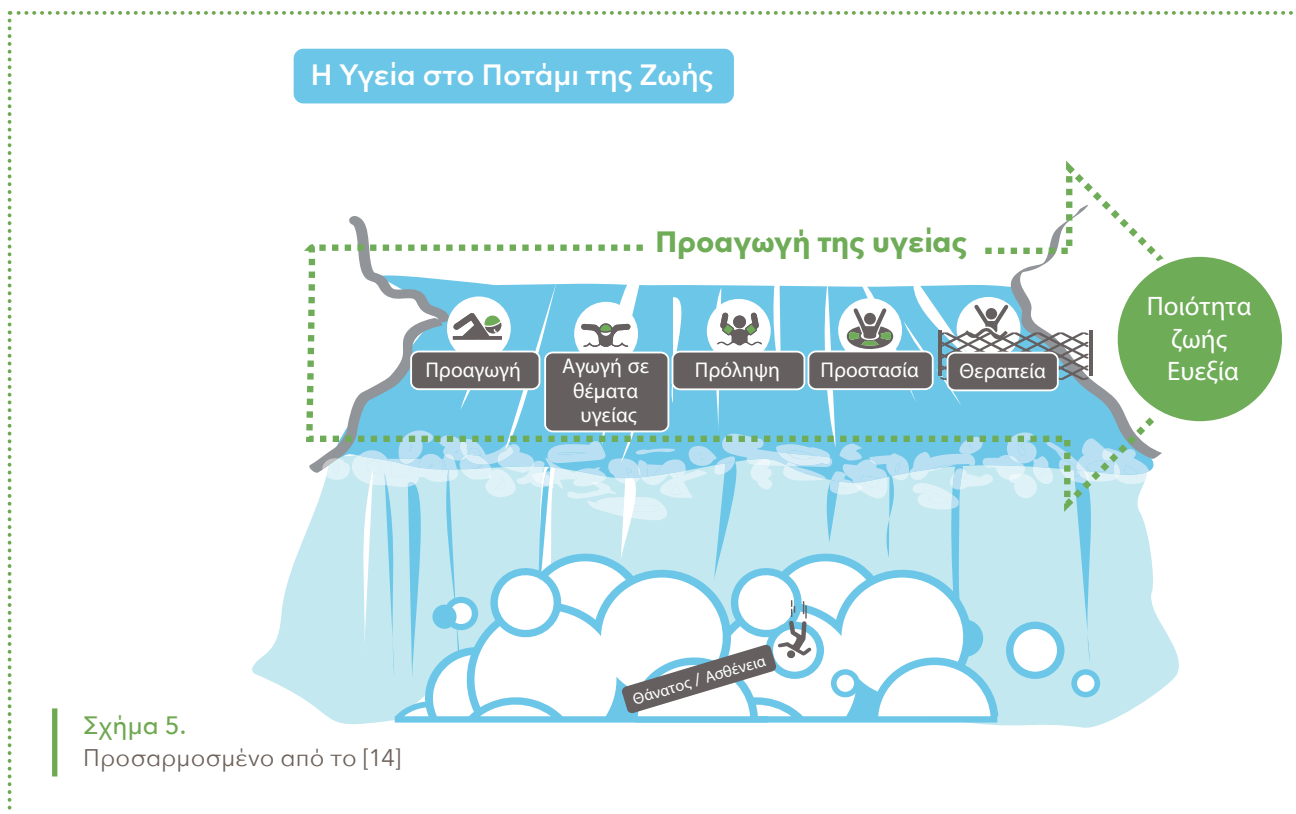 Η Υγεία στο Ποτάμι της Ζωής
Προαγωγή της υγείας
Προαγωγή
Αγωγή σε
θέματα
υγείας
Πρόληψη
Προστασία
Θεραπεία
Ποιότητα
ζωής
Ευεξία
Θάνατος / Ασθένεια
Σχήμα 5.
Προσαρμοσμένο από το [14]